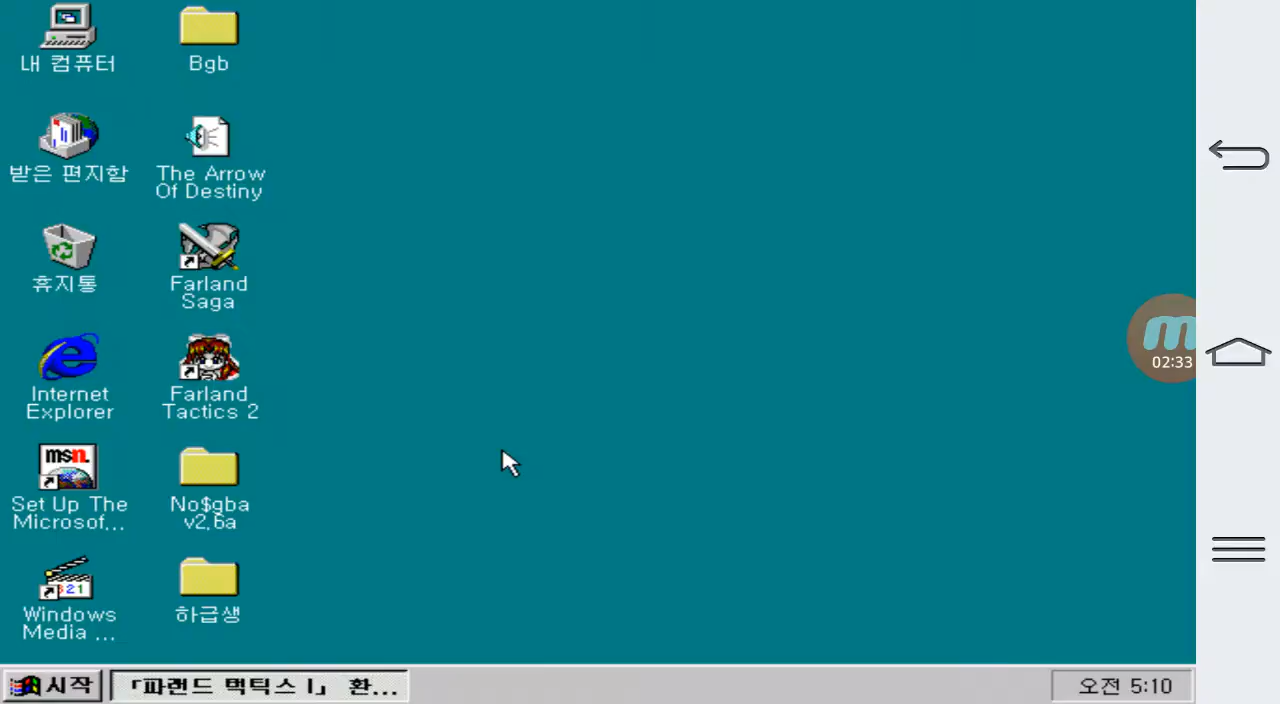 내 컴퓨터
Bgb
받은 편지함
The Arrow
Of Destiny
휴지통
Farland
Saga
Internet
Explorer
Farland
Tactics 2
msn.
Set Up The
Microsof...
No$gba
v2.6a
321
Windows
Media ...
하급생
m
02:33
시작
「파랜드 택틱스 I」 환...
오전 5:10